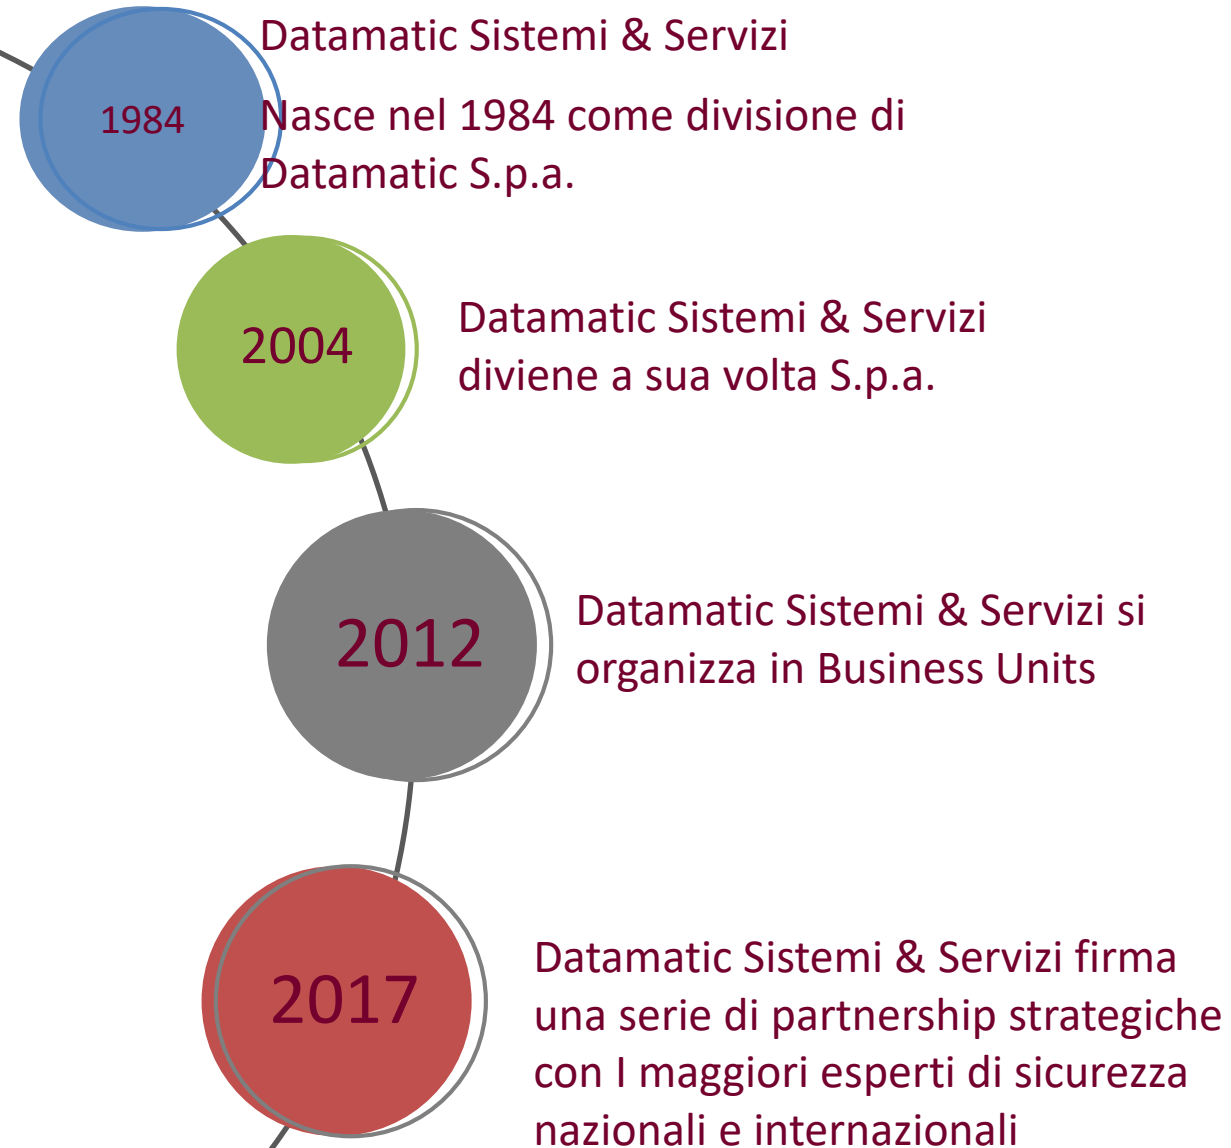 Datamatic Sistemi & Servizi
1984
Nasce nel 1984 come divisione di
Datamatic S.p.a.
2004
Datamatic Sistemi & Servizi
diviene a sua volta S.p.a.
2012
Datamatic Sistemi & Servizi si
organizza in Business Units
2017
Datamatic Sistemi & Servizi firma
una serie di partnership strategiche
con I maggiori esperti di sicurezza
nazionali e internazionali